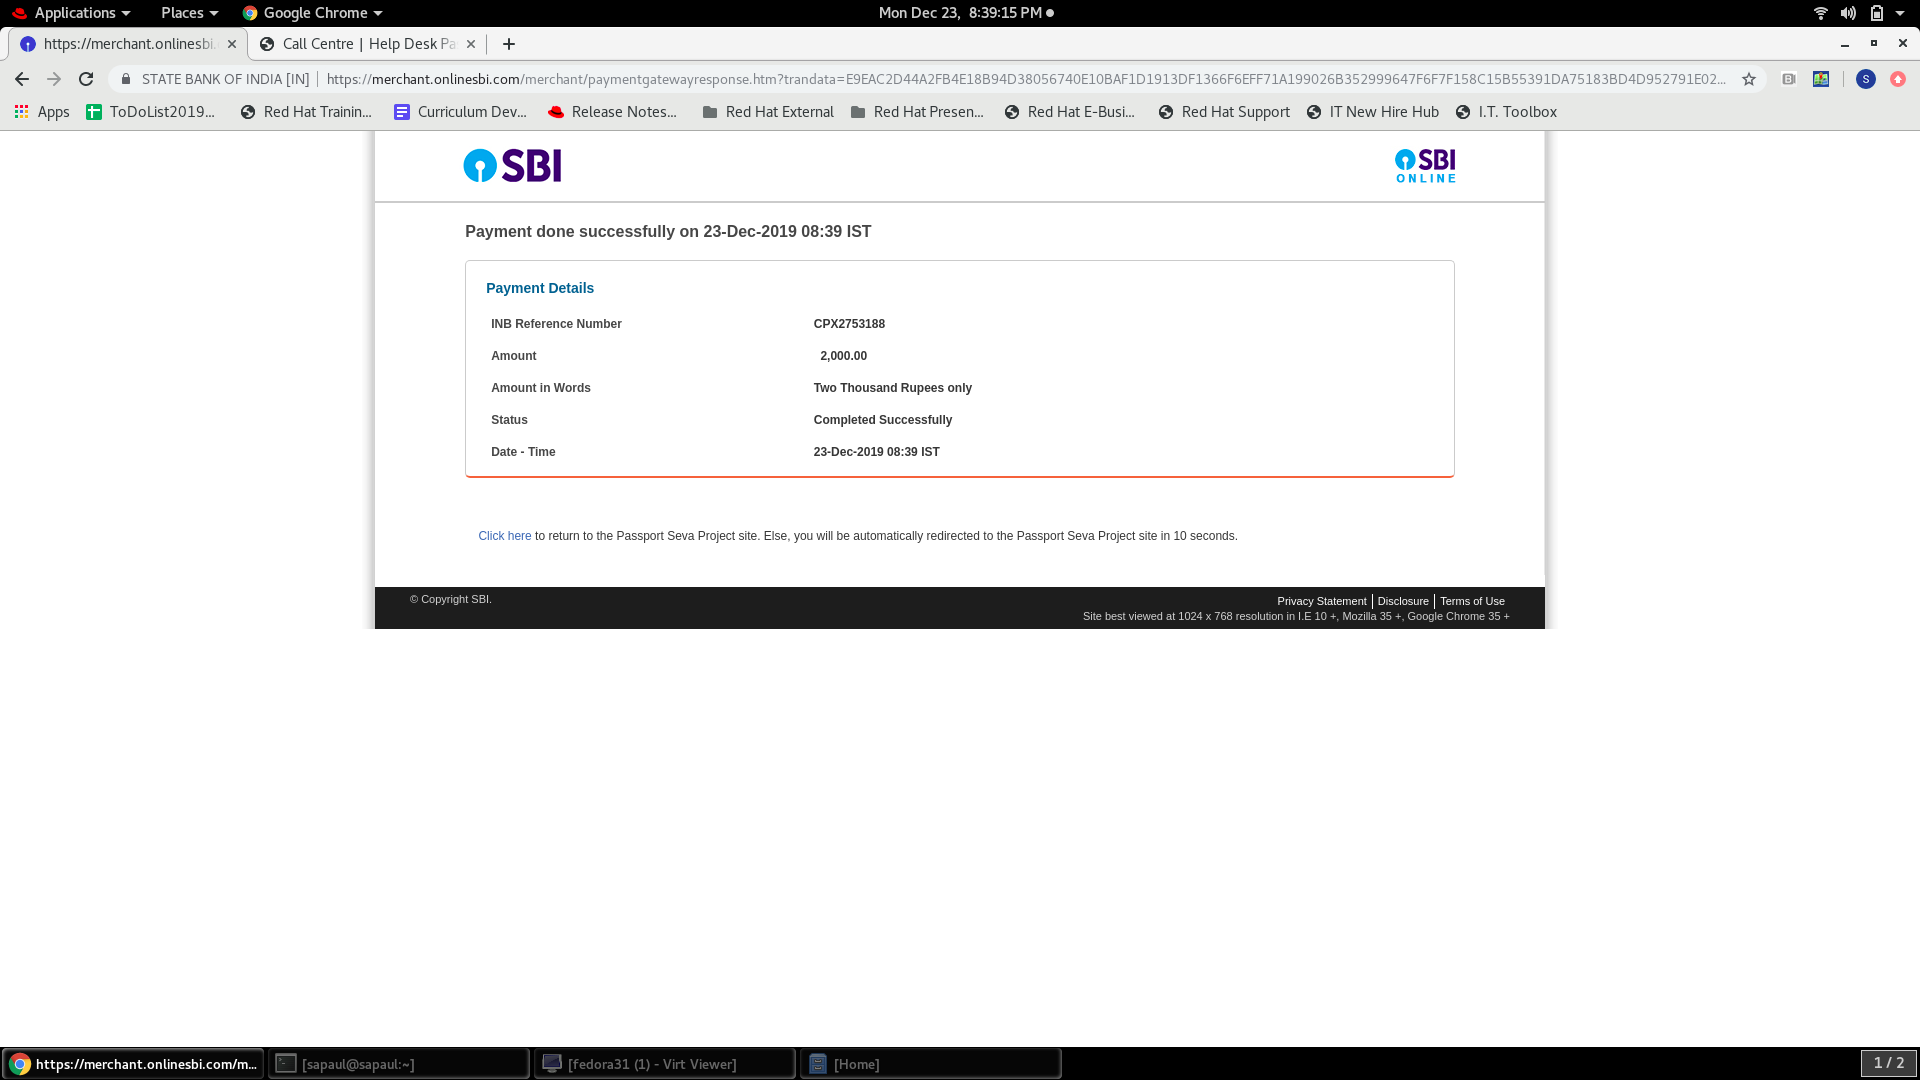 Applications Places Google Chrome Mon Dec 23, 8:39:15 PM
https://merchant.onlinesbi. Call Centre | Help Desk Pa
STATE BANK OF INDIA [IN] https://merchant.onlinesbi.com/merchant/paymentgatewayresponse.htm?trandata=E9EAC2D44A2FB4E18B94D38056740E10BAF1D1913DF1366F6EFF71A199026B352999647F6F7F158C15B55391DA75183BD4D952791E02...
Apps ToDoList2019... Red Hat Trainin... Curriculum Dev... Release Notes... Red Hat External Red Hat Presen... Red Hat E-Busi... Red Hat Support IT New Hire Hub I.T. Toolbox
SBI SBI
ONLINE
Payment done successfully on 23-Dec-2019 08:39 IST
Payment Details
INB Reference Number CPX2753188
Amount 2,000.00
Amount in Words Two Thousand Rupees only
Status Completed Successfully
Date - Time 23-Dec-2019 08:39 IST
Click here to return to the Passport Seva Project site. Else, you will be automatically redirected to the Passport Seva Project site in 10 seconds.
© Copyright SBI. Privacy Statement Disclosure Terms of Use
Site best viewed at 1024 x 768 resolution in I.E 10 +, Mozilla 35 +, Google Chrome 35 +
https://merchant.onlinesbi.com/m... [sapaul@sapaul:~] [fedora31 (1) - Virt Viewer] [Home] 1 / 2